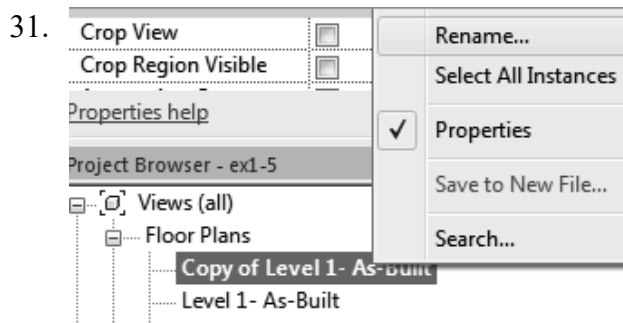 31.
Crop View
Crop Region Visible
Properties help
Project Browser - ex1-5
Views (all)
Floor Plans
Copy of Level 1- As-Built
Level 1- As-Built
Rename...
Select All Instances
Properties
Save to New File...
Search...